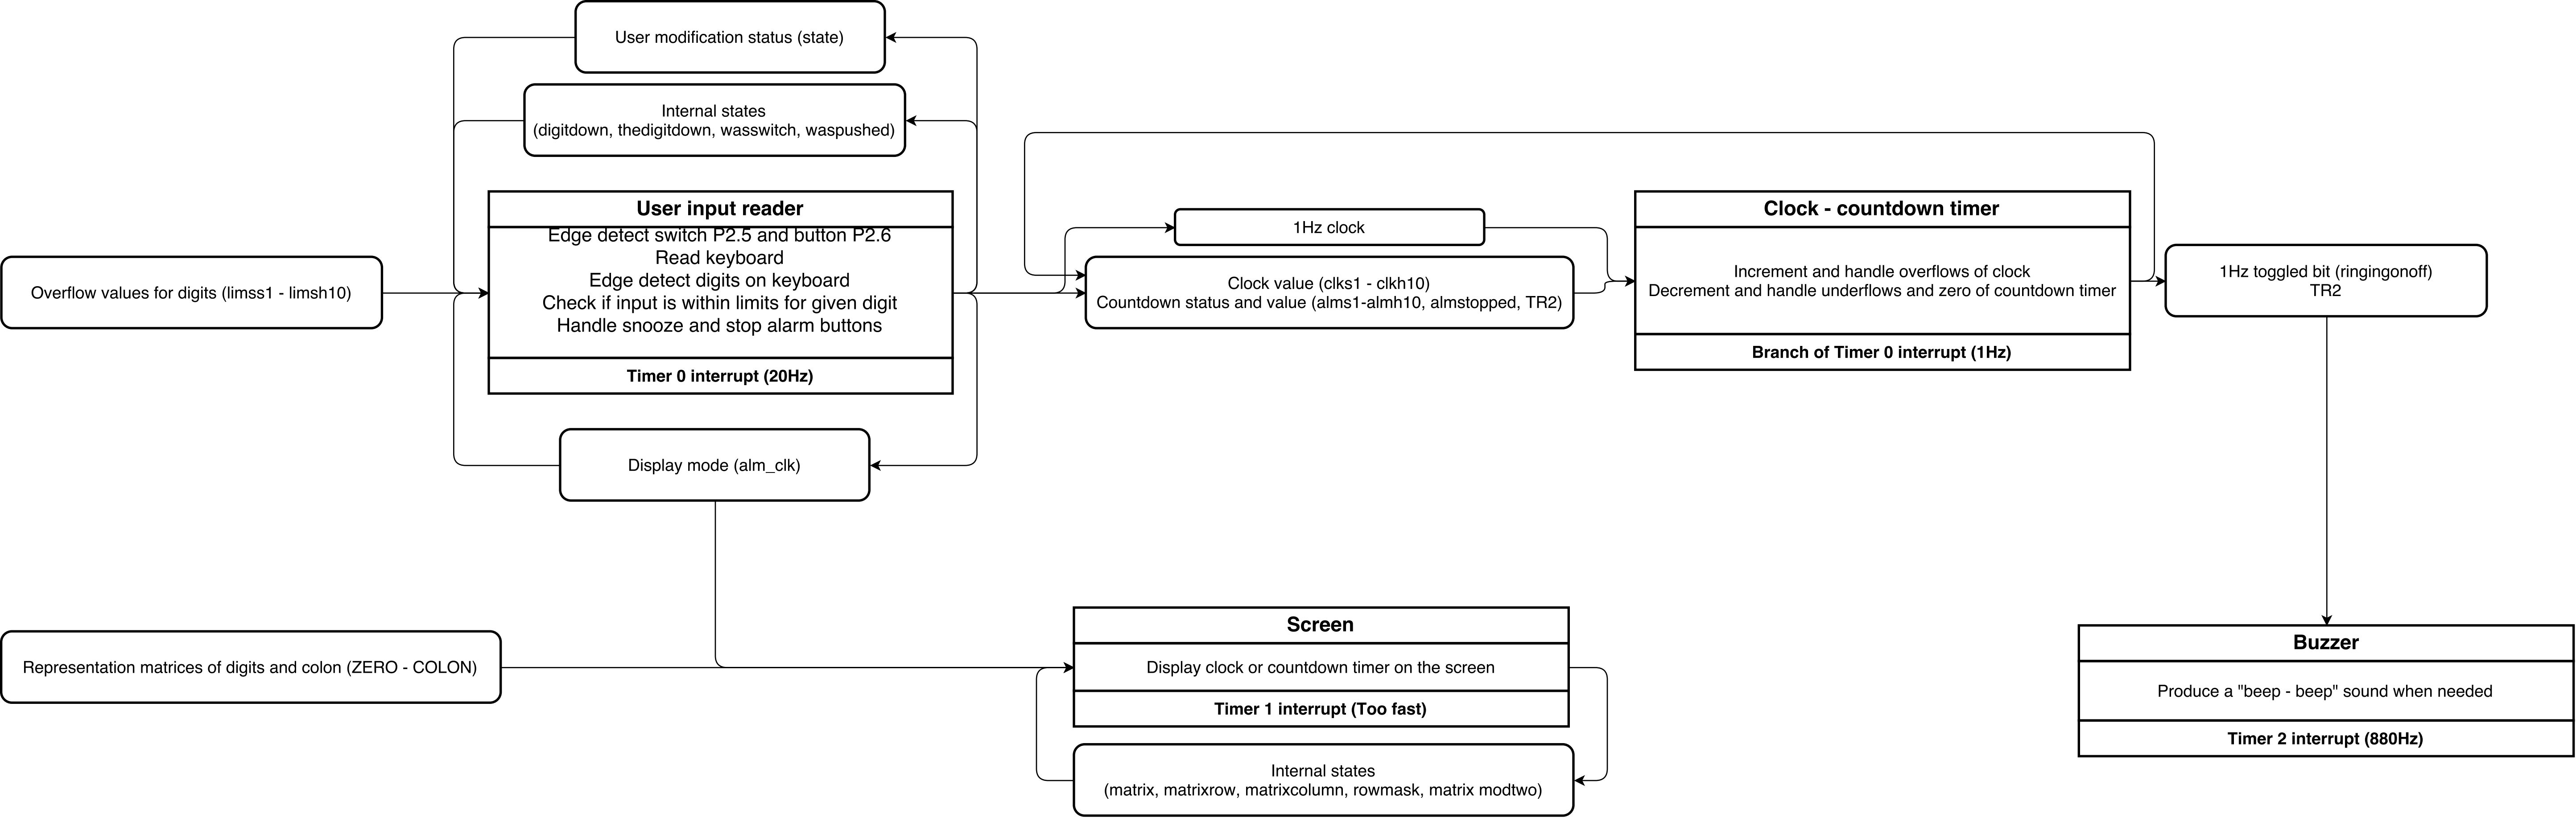 User modification status (state)
Internal states
(digitdown, thedigitdown, wasswitch, waspushed)
User input reader
Edge detect switch P2.5 and button P2.6
Read keyboard
Edge detect digits on keyboard
Check if input is within limits for given digit
Handle snooze and stop alarm buttons
Timer 0 interrupt (20Hz)
Overflow values for digits (limss1 - limsh10)
Display mode (alm_clk)
1Hz clock
Clock value (clks1 - clkh10)
Countdown status and value (alms1-almh10, almstopped, TR2)
Clock - countdown timer
Increment and handle overflows of clock
Decrement and handle underflows and zero of countdown timer
Branch of Timer 0 interrupt (1Hz)
1Hz toggled bit (ringingonoff)
TR2
Representation matrices of digits and colon (ZERO - COLON)
Screen
Display clock or countdown timer on the screen
Timer 1 interrupt (Too fast)
Internal states
(matrix, matrixrow, matrixcolumn, rowmask, matrix modtwo)
Buzzer
Produce a "beep - beep" sound when needed
Timer 2 interrupt (880Hz)